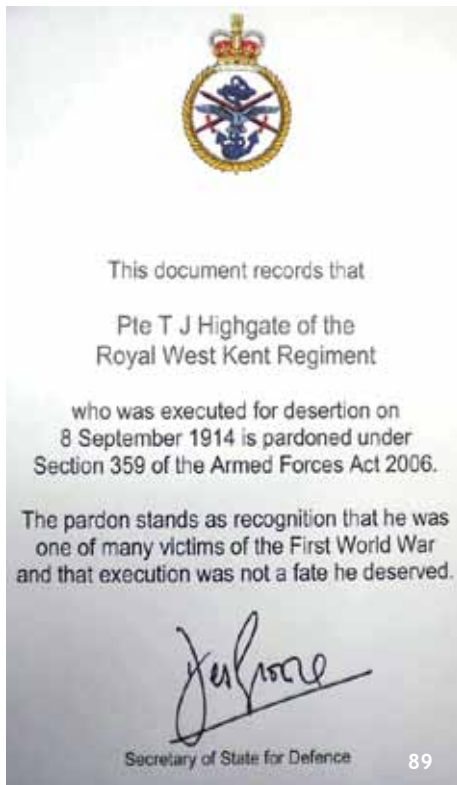 This document records that
Pte T J Highgate of the
Royal West Kent Regiment
who was executed for desertion on
8 September 1914 is pardoned under
Section 359 of the Armed Forces Act 2006.
The pardon stands as recognition that he was
one of many victims of the First World War
and that execution was not a fate he deserved.
Des Browne
Secretary of State for Defence
89